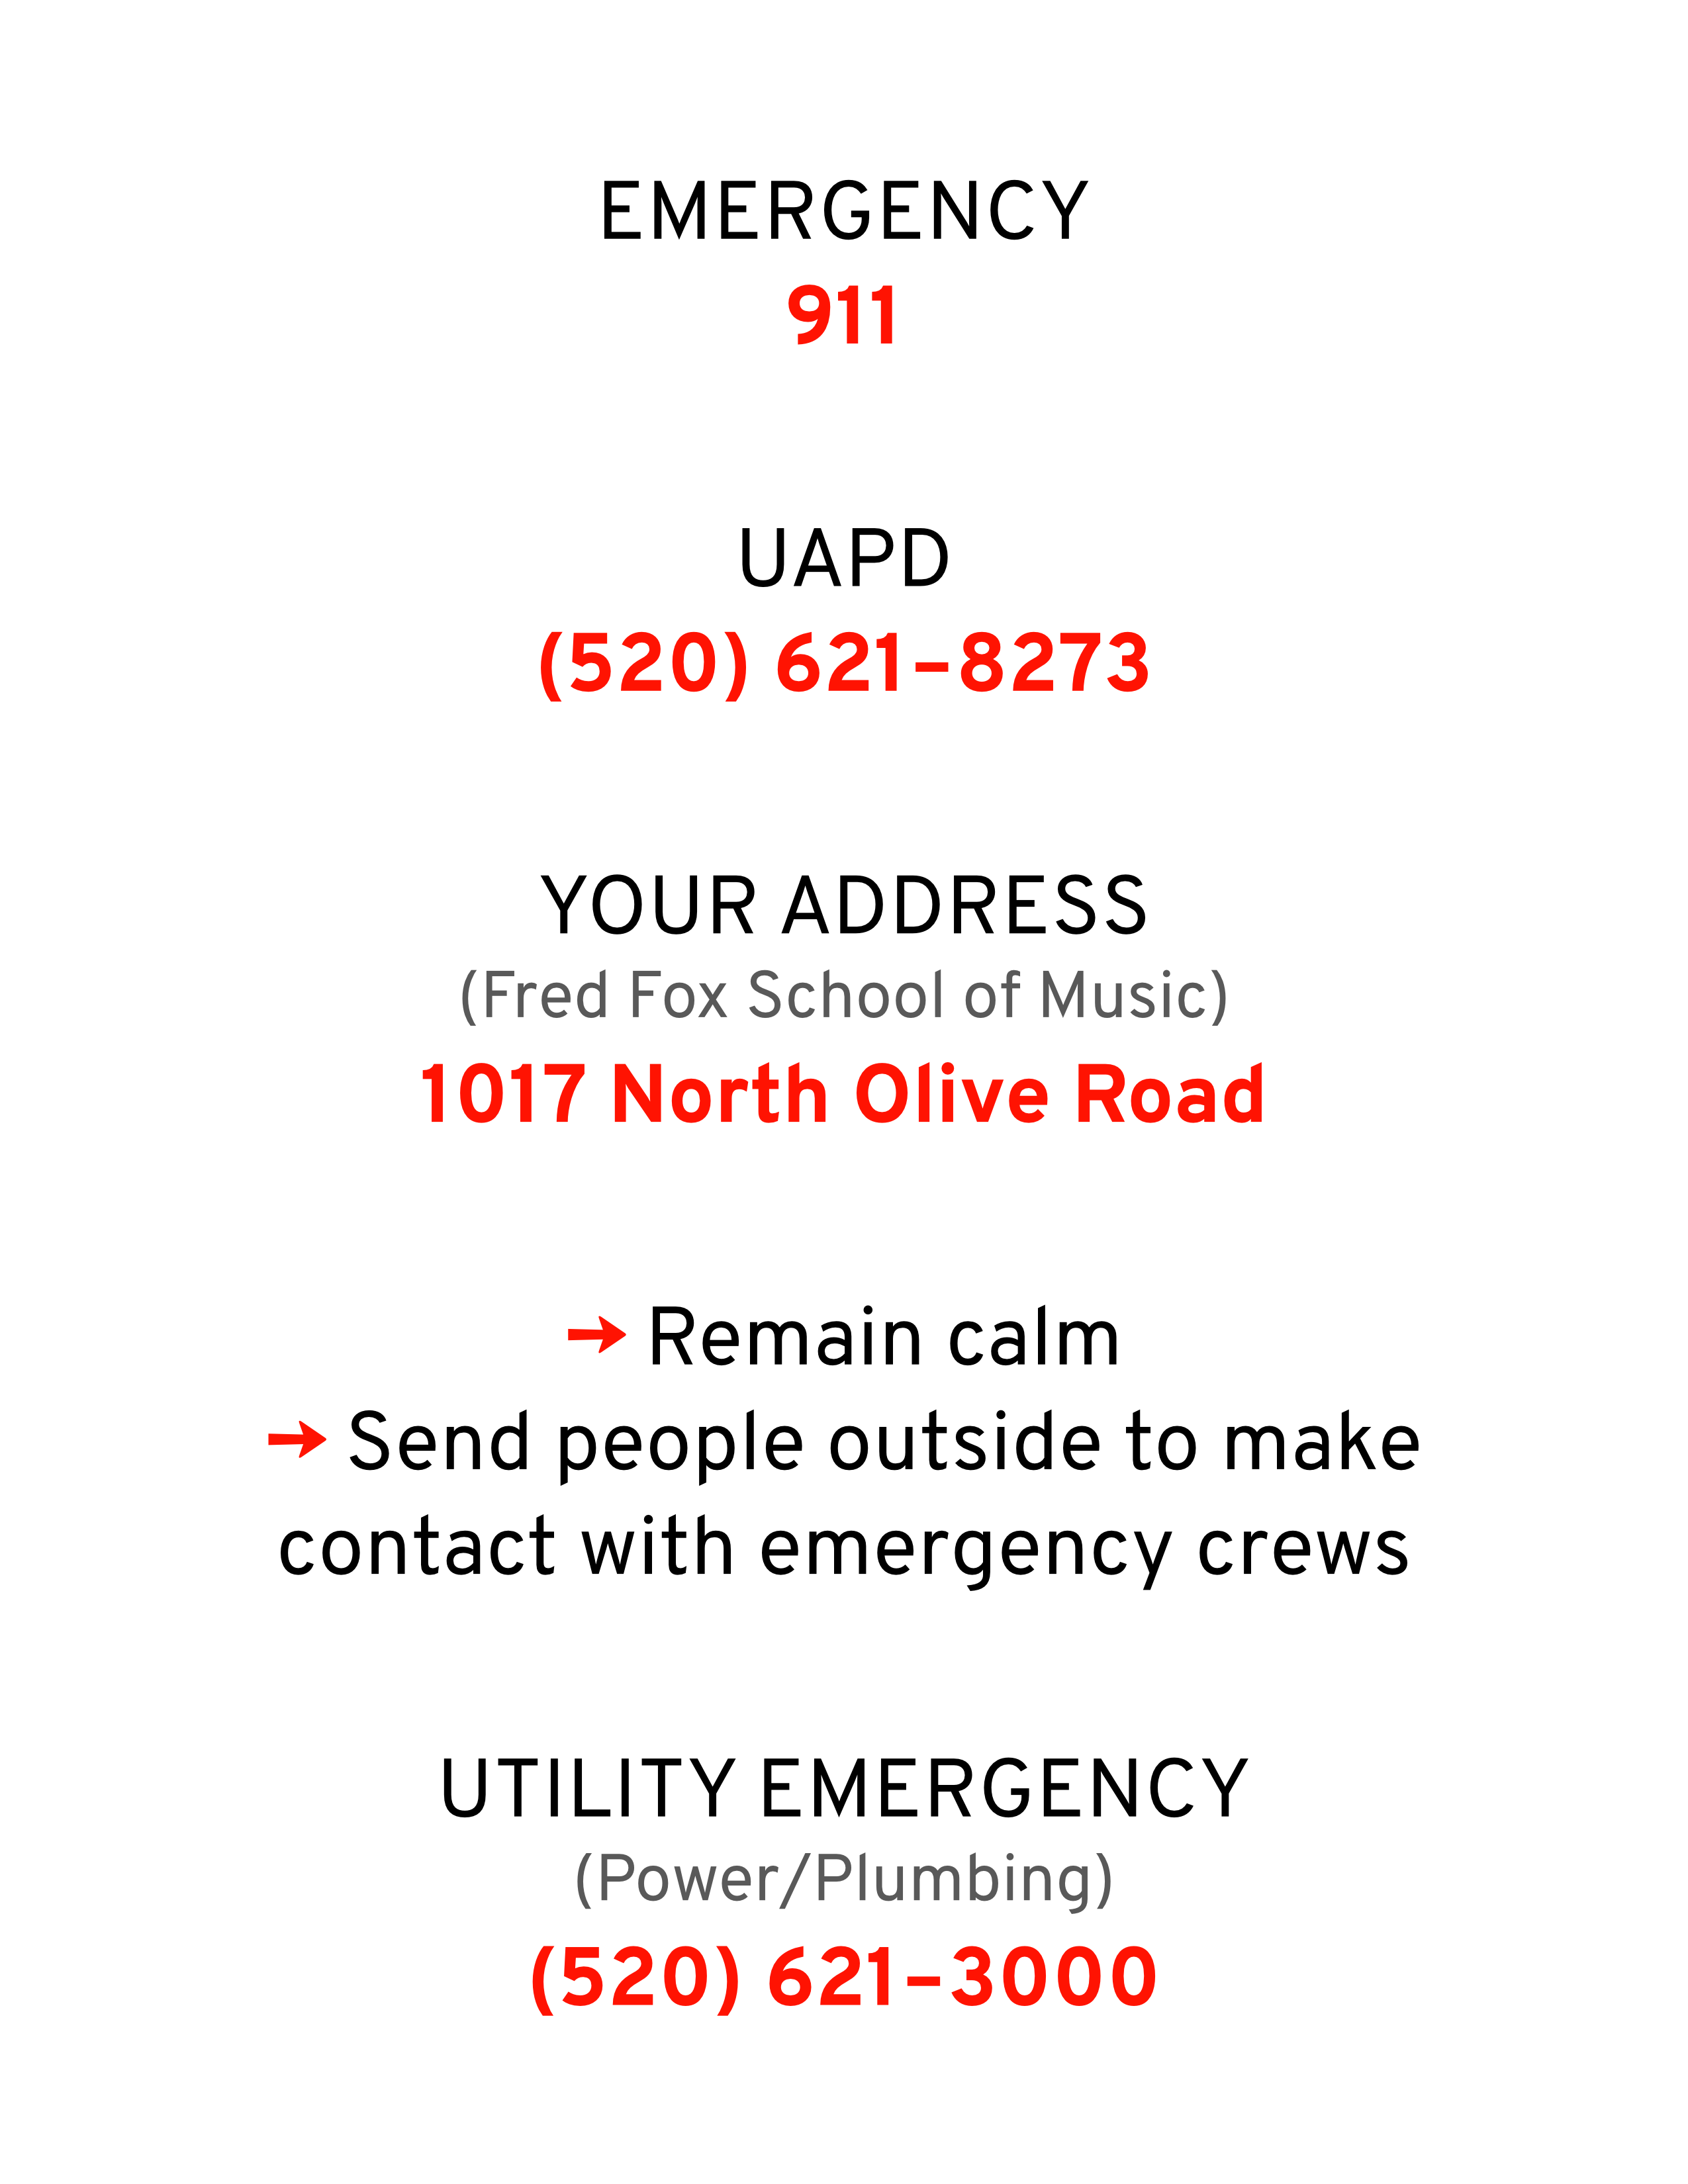 EMERGENCY
911
UAPD
(520) 621–8273
YOUR ADDRESS
(Fred Fox School of Music)
1017 North Olive Road
→ Remain calm
→ Send people outside to make
contact with emergency crews
UTILITY EMERGENCY
(Power/Plumbing)
(520) 621–3000